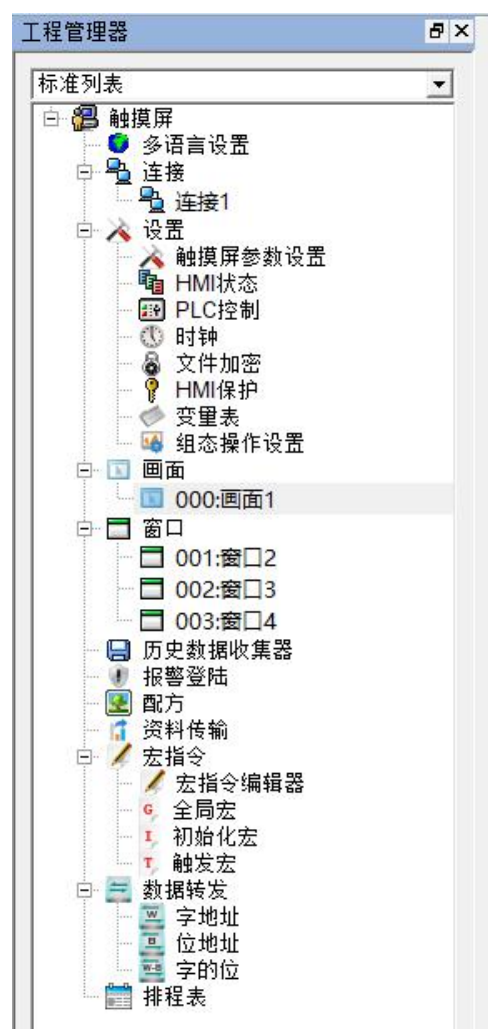 工程管理器
标准列表
触摸屏
多语言设置
连接
连接1
设置
触摸屏参数设置
HMI状态
PLC控制
时钟
文件加密
HMI保护
变量表
组态操作设置
画面
000:画面1
窗口
001:窗口2
002:窗口3
003:窗口4
历史数据收集器
报警登陆
配方
资料传输
宏指令
宏指令编辑器
G 全局宏
I 初始化宏
T 触发宏
数据转发
W 字地址
B 位地址
W-B 字的位
排程表